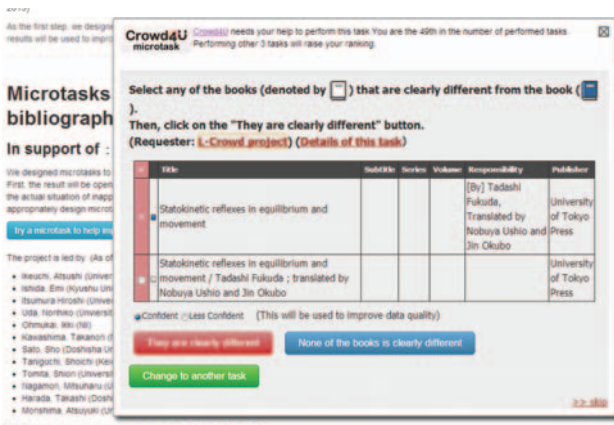 As the first step, we designe
results will be used to impro
Microtasks
bibliograph
In support of :
We designed microtasks to
First, the result will be open
the actual situation of inapp
appropriately design microt
try a microtask to help im
The project is led by (As of
Ikeuchi, Atsushi (Univer
Ishida, Emi (Kyushu Uni
Itsumura Hiroshi (Unive
Uda, Norihiko (Universi
Ohmukai, Ikki (NII)
Kawashima, Takanori (
Sato, Sho (Doshisha Un
Taniguchi, Shoichi (Kei
Tomita, Shion (Universi
Nagamori, Mitsuharu (U
Harada, Takashi (Dosh
Morishima, Atsuyuki (U
Crowd4U
microtask
Crowd4U needs your help to perform this task You are the 49th in the number of performed tasks.
Performing other 3 tasks will raise your ranking.
Select any of the books (denoted by ) that are clearly different from the book (
).
Then, click on the "They are clearly different" button.
(Requester: L-Crowd project) (Details of this task)
Title Subtitle Series Volume Responsibility Publisher
Statokinetic reflexes in equilibrium and
movement
[By] Tadashi
Fukuda,
Translated by
Nobuya Ushio and
Jin Okubo
University
of Tokyo
Press
Statokinetic reflexes in equilibrium and
movement / Tadashi Fukuda ; translated by
Nobuya Ushio and Jin Okubo
University
of Tokyo
Press
Confident Less Confident (This will be used to improve data quality)
They are clearly different
None of the books is clearly different
Change to another task
>> skip